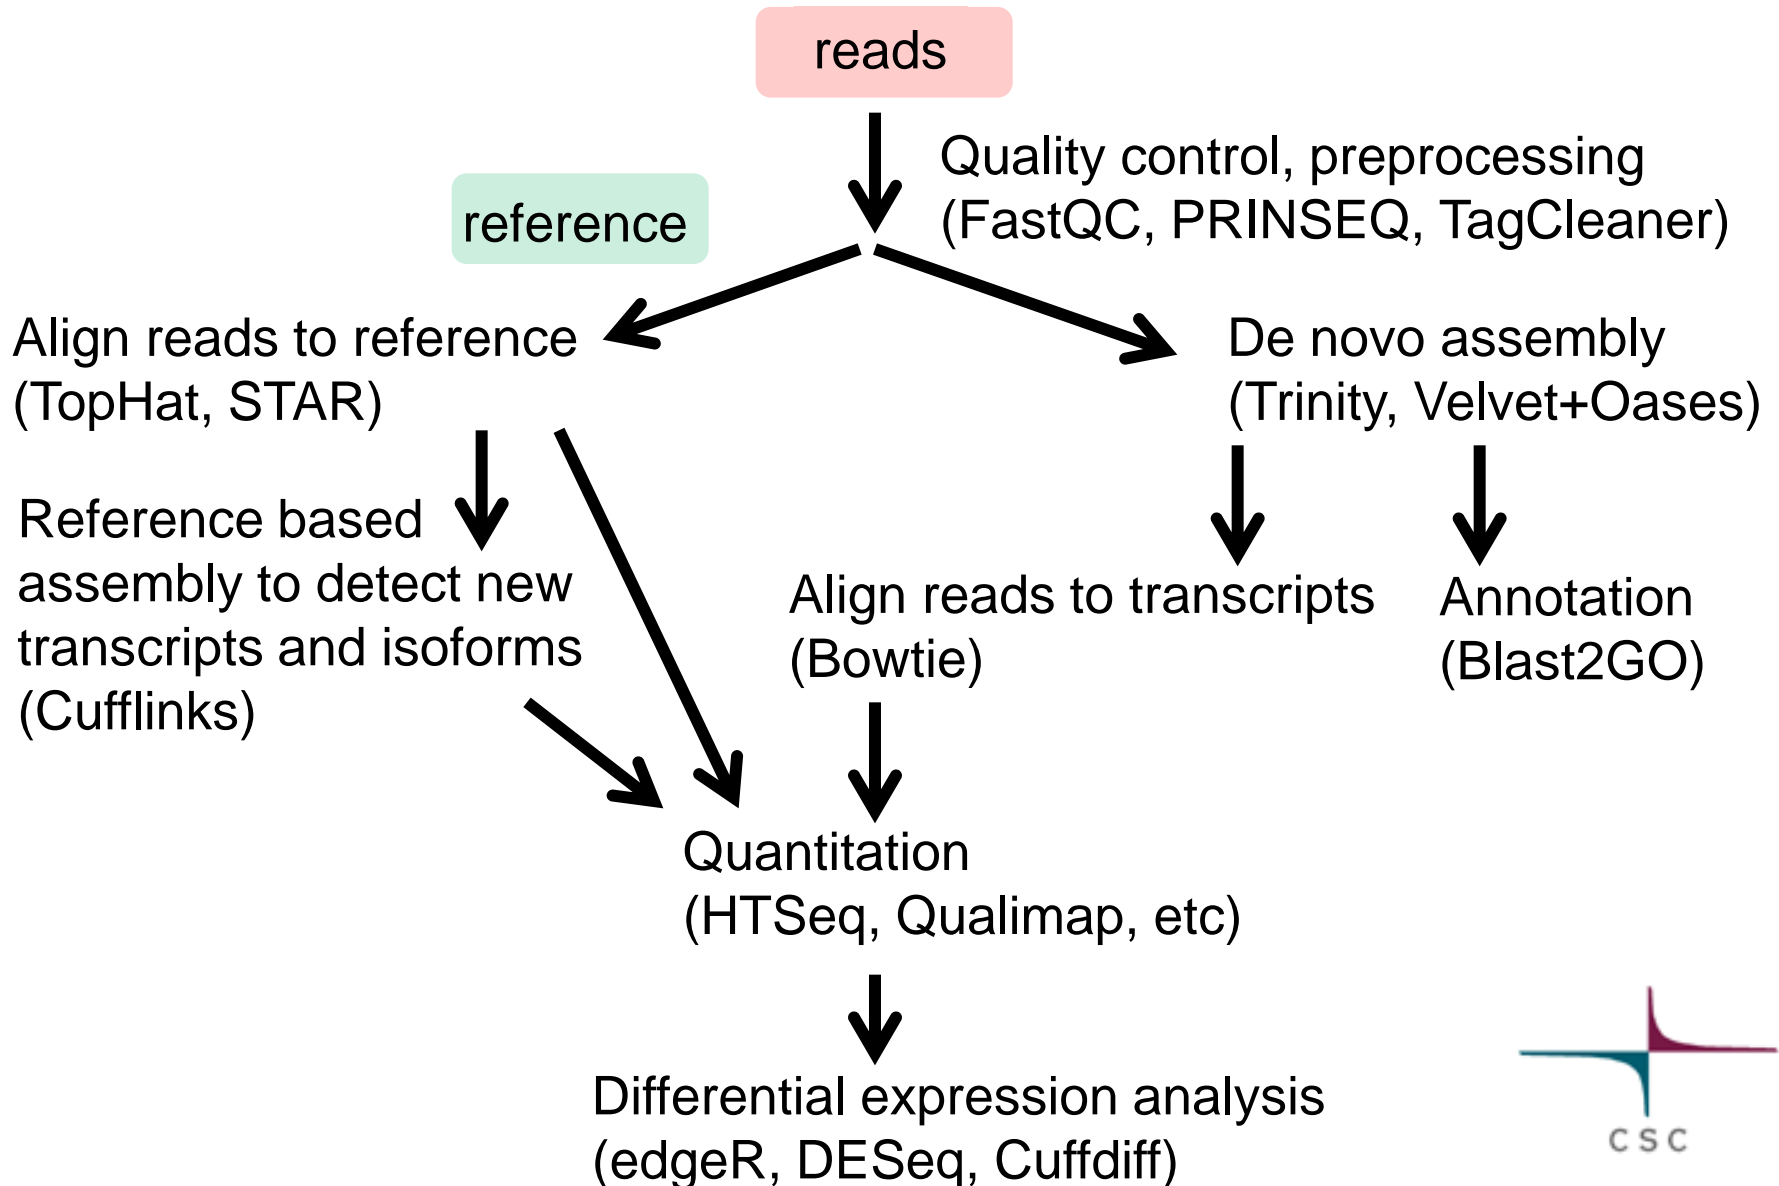 reads
Quality control, preprocessing
(FastQC, PRINSEQ, TagCleaner)
reference
Align reads to reference
(TopHat, STAR)
De novo assembly
(Trinity, Velvet+Oases)
Reference based
assembly to detect new
transcripts and isoforms
(Cufflinks)
Align reads to transcripts
(Bowtie)
Annotation
(Blast2GO)
Quantitation
(HTSeq, Qualimap, etc)
Differential expression analysis
(edgeR, DESeq, Cuffdiff)
CSC